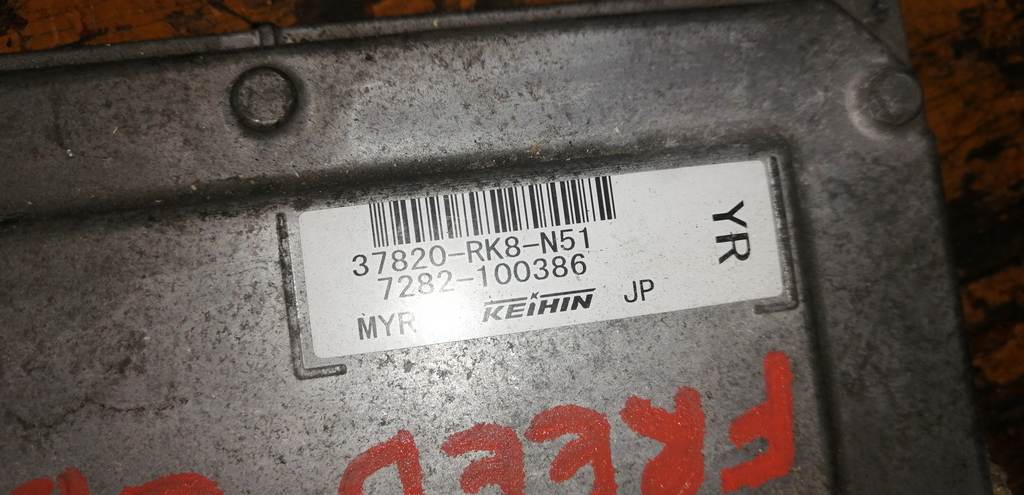 37820-RK8-N51
7282-100386
MYR KEIHIN JP
YR
FREED